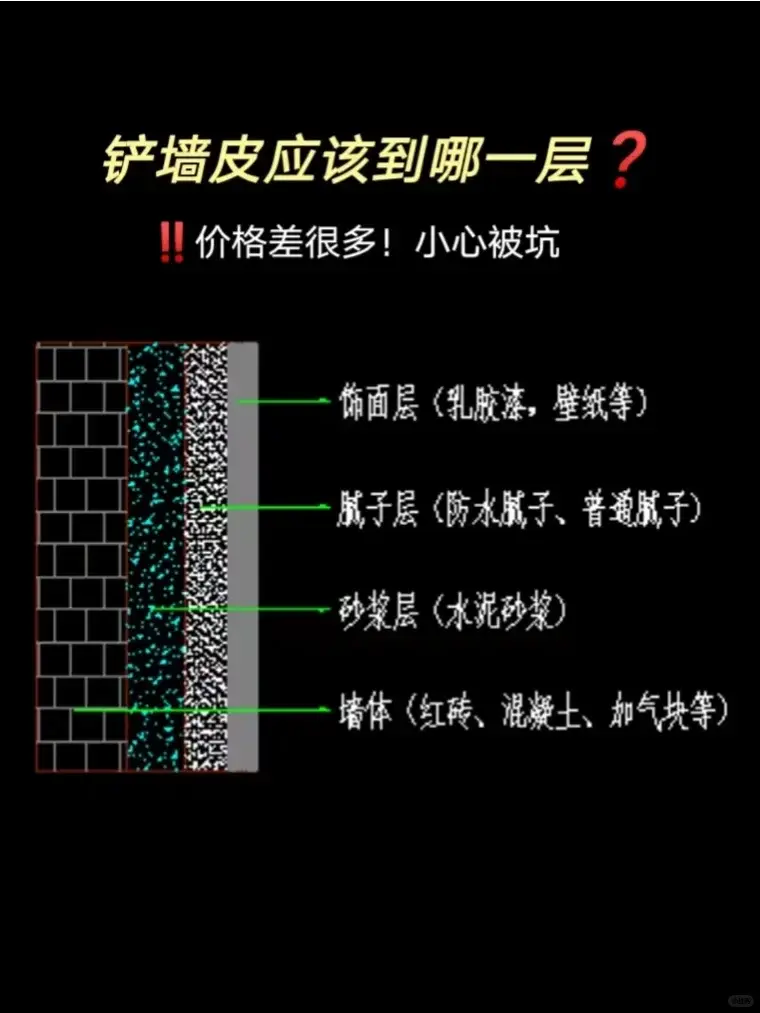 铲墙皮应该到哪一层❓
‼️价格差很多！小心被坑
饰面层（乳胶漆，壁纸等）
腻子层（防水腻子、普通腻子）
砂浆层（水泥砂浆）
墙体（红砖、混凝土、加气块等）